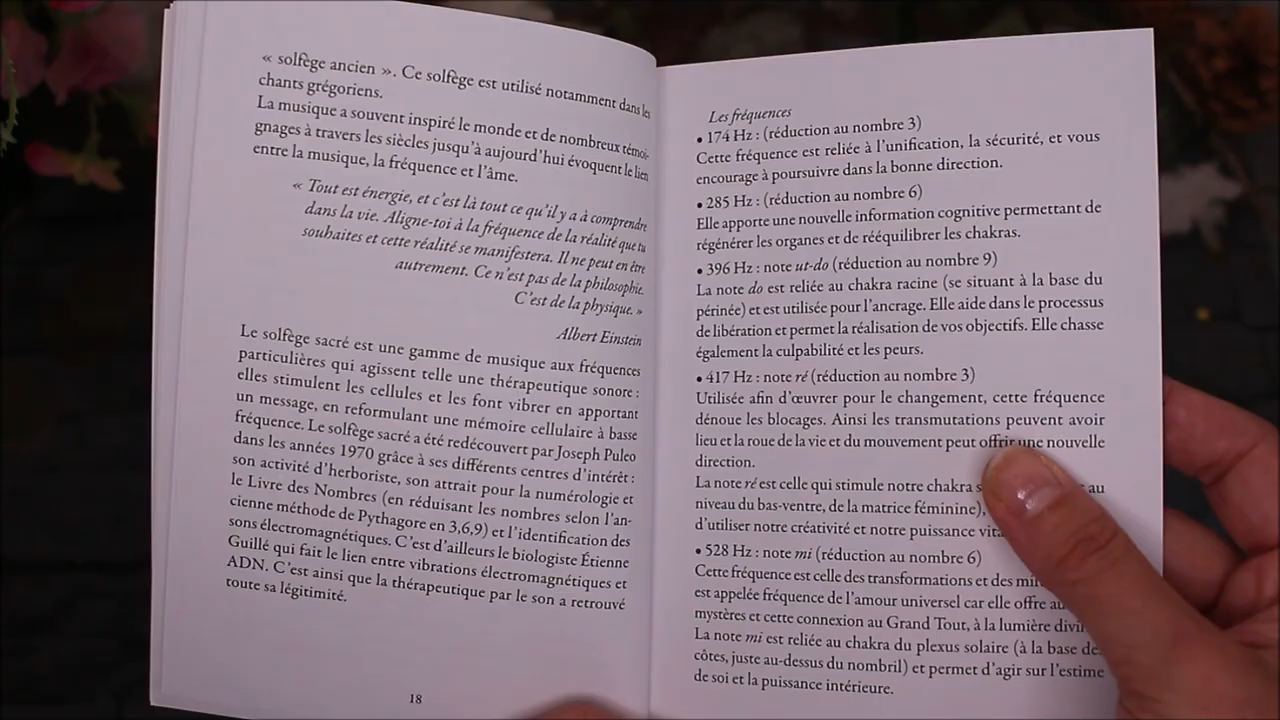 « solfège ancien ». Ce solfège est utilisé notamment dans les
chants grégoriens.
La musique a souvent inspiré le monde et de nombreux témoi-
gnages à travers les siècles jusqu'à aujourd'hui évoquent le lien
entre la musique, la fréquence et l'âme.
« Tout est énergie, et c'est là tout ce qu'il y a à comprendre
dans la vie. Aligne-toi à la fréquence de la réalité que tu
souhaites et cette réalité se manifestera. Il ne peut en être
autrement. Ce n'est pas de la philosophie.
C'est de la physique. »
Albert Einstein
Le solfège sacré est une gamme de musique aux fréquences
particulières qui agissent telle une thérapeutique sonore :
elles stimulent les cellules et les font vibrer en apportant
un message, en reformulant une mémoire cellulaire à basse
fréquence. Le solfège sacré a été redécouvert par Joseph Puleo
dans les années 1970 grâce à ses différents centres d'intérêt :
son activité d'herboriste, son attrait pour la numérologie et
le Livre des Nombres (en réduisant les nombres selon l'an-
cienne méthode de Pythagore en 3,6,9) et l'identification des
sons électromagnétiques. C'est d'ailleurs le biologiste Étienne
Guillé qui fait le lien entre vibrations électromagnétiques et
ADN. C'est ainsi que la thérapeutique par le son a retrouvé
toute sa légitimité.
18
Les fréquences
• 174 Hz : (réduction au nombre 3)
Cette fréquence est reliée à l'unification, la sécurité, et vous
encourage à poursuivre dans la bonne direction.
• 285 Hz : (réduction au nombre 6)
Elle apporte une nouvelle information cognitive permettant de
régénérer les organes et de rééquilibrer les chakras.
• 396 Hz : note ut-do (réduction au nombre 9)
La note do est reliée au chakra racine (se situant à la base du
périnée) et est utilisée pour l'ancrage. Elle aide dans le processus
de libération et permet la réalisation de vos objectifs. Elle chasse
également la culpabilité et les peurs.
• 417 Hz : note ré (réduction au nombre 3)
Utilisée afin d'œuvrer pour le changement, cette fréquence
dénoue les blocages. Ainsi les transmutations peuvent avoir
lieu et la roue de la vie et du mouvement peut offrir une nouvelle
direction.
La note ré est celle qui stimule notre chakra au
niveau du bas-ventre, de la matrice féminine),
d'utiliser notre créativité et notre puissance
• 528 Hz : note mi (réduction au nombre 6)
Cette fréquence est celle des transformations et des
est appelée fréquence de l'amour universel car elle offre
mystères et cette connexion au Grand Tout, à la lumière
La note mi est reliée au chakra du plexus solaire (à la base
côtes, juste au-dessus du nombril) et permet d'agir sur l'estime
de soi et la puissance intérieure.